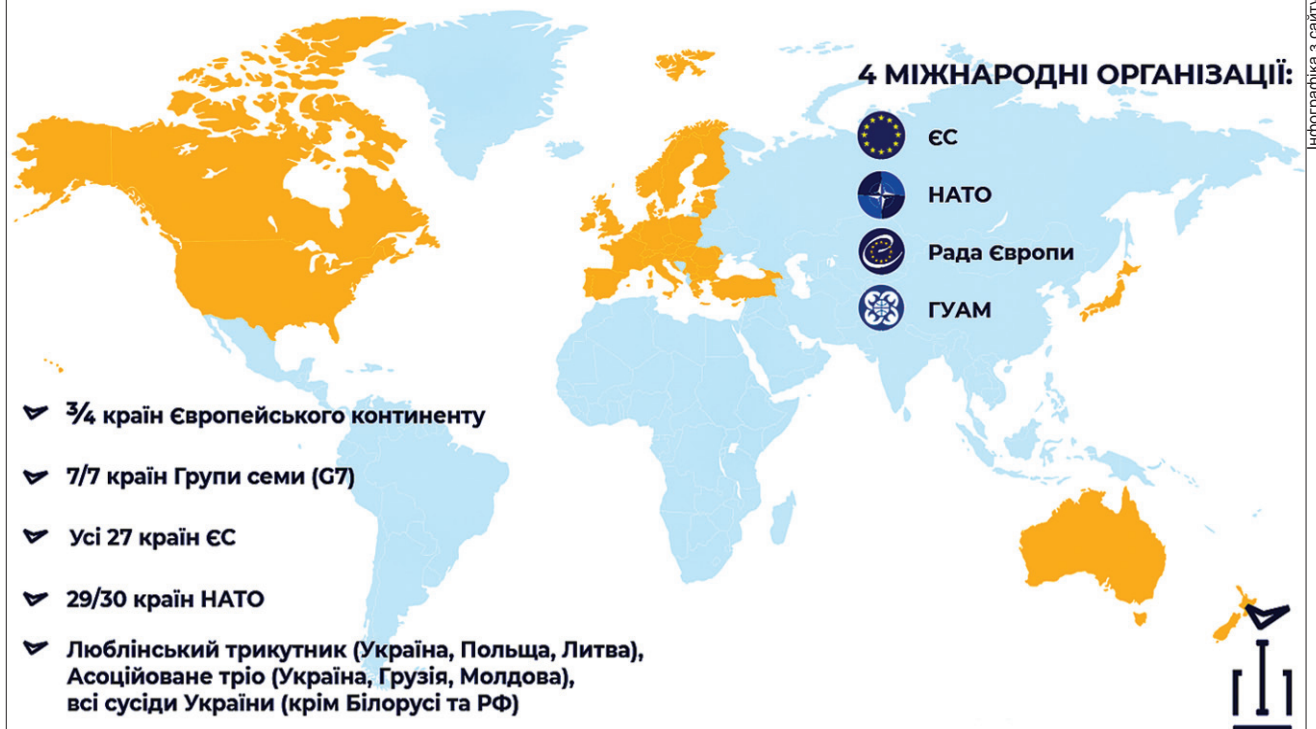 4 МІЖНАРОДНІ ОРГАНІЗАЦІЇ:
ЄС
НАТО
Рада Європи
ГУАМ
¾ країн Європейського континенту
7/7 країн Групи семи (G7)
Усі 27 країн ЄС
29/30 країн НАТО
Люблінський трикутник (Україна, Польща, Литва),
Асоційоване тріо (Україна, Грузія, Молдова),
всі сусіди України (крім Білорусі та РФ)
Інфографіка з сайту